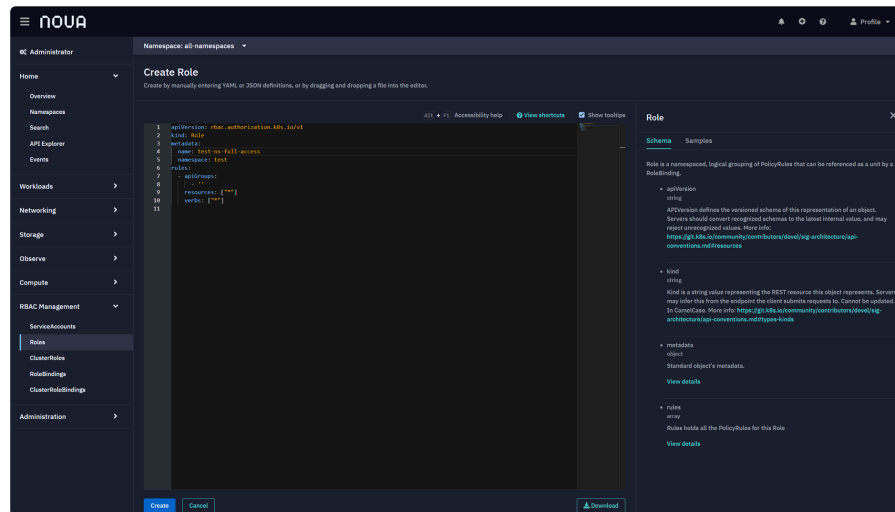 NOVA
Profile
Administrator
Home
Overview
Namespaces
Search
API Explorer
Events
Workloads
Networking
Storage
Observe
Compute
RBAC Management
ServiceAccounts
Roles
ClusterRoles
RoleBindings
ClusterRoleBindings
Administration
Namespace: all-namespaces
Create Role
Create by manually entering YAML or JSON definitions, or by dragging and dropping a file into the editor.
Alt + F1 Accessibility help View shortcuts Show tooltips
1 apiVersion: rbac.authorization.k8s.io/v1
2 kind: Role
3 metadata:
4 name: test-ns-full-access
5 namespace: test
6 rules:
7 - apiGroups:
8 - ''
9 resources: ["*"]
10 verbs: ["*"]
11
Create Cancel Download
Role
Schema Samples
Role is a namespaced, logical grouping of PolicyRules that can be referenced as a unit by a
RoleBinding.
• apiVersion
string
APIVersion defines the versioned schema of this representation of an object.
Servers should convert recognized schemas to the latest internal value, and may
reject unrecognized values. More info:
https://git.k8s.io/community/contributors/devel/sig-architecture/api-
conventions.md#resources
• kind
string
Kind is a string value representing the REST resource this object represents. Servers
may infer this from the endpoint the client submits requests to. Cannot be updated.
In CamelCase. More info: https://git.k8s.io/community/contributors/devel/sig-
architecture/api-conventions.md#types-kinds
• metadata
object
Standard object's metadata.
View details
• rules
array
Rules holds all the PolicyRules for this Role
View details